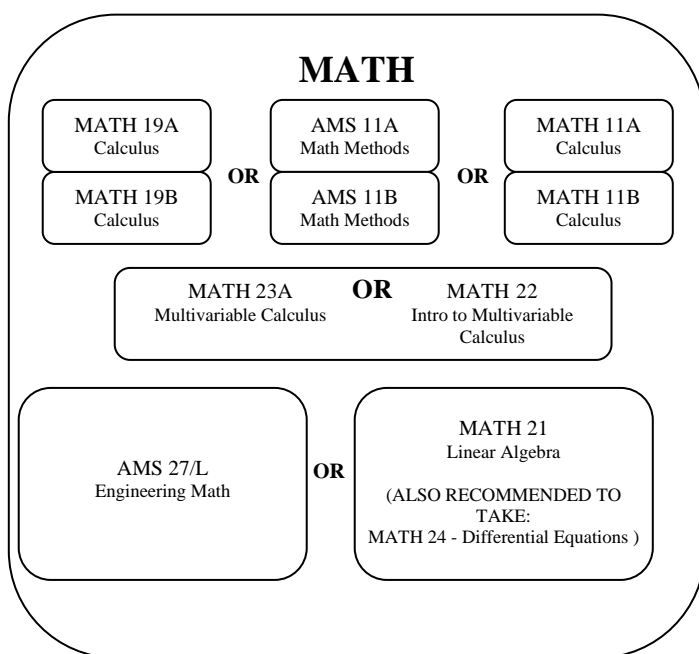 MATH
MATH 19A
Calculus
MATH 19B
Calculus
OR
AMS 11A
Math Methods
AMS 11B
Math Methods
OR
MATH 11A
Calculus
MATH 11B
Calculus
MATH 23A
Multivariable Calculus
OR
MATH 22
Intro to Multivariable
Calculus
AMS 27/L
Engineering Math
OR
MATH 21
Linear Algebra
(ALSO RECOMMENDED TO
TAKE:
MATH 24 - Differential Equations )